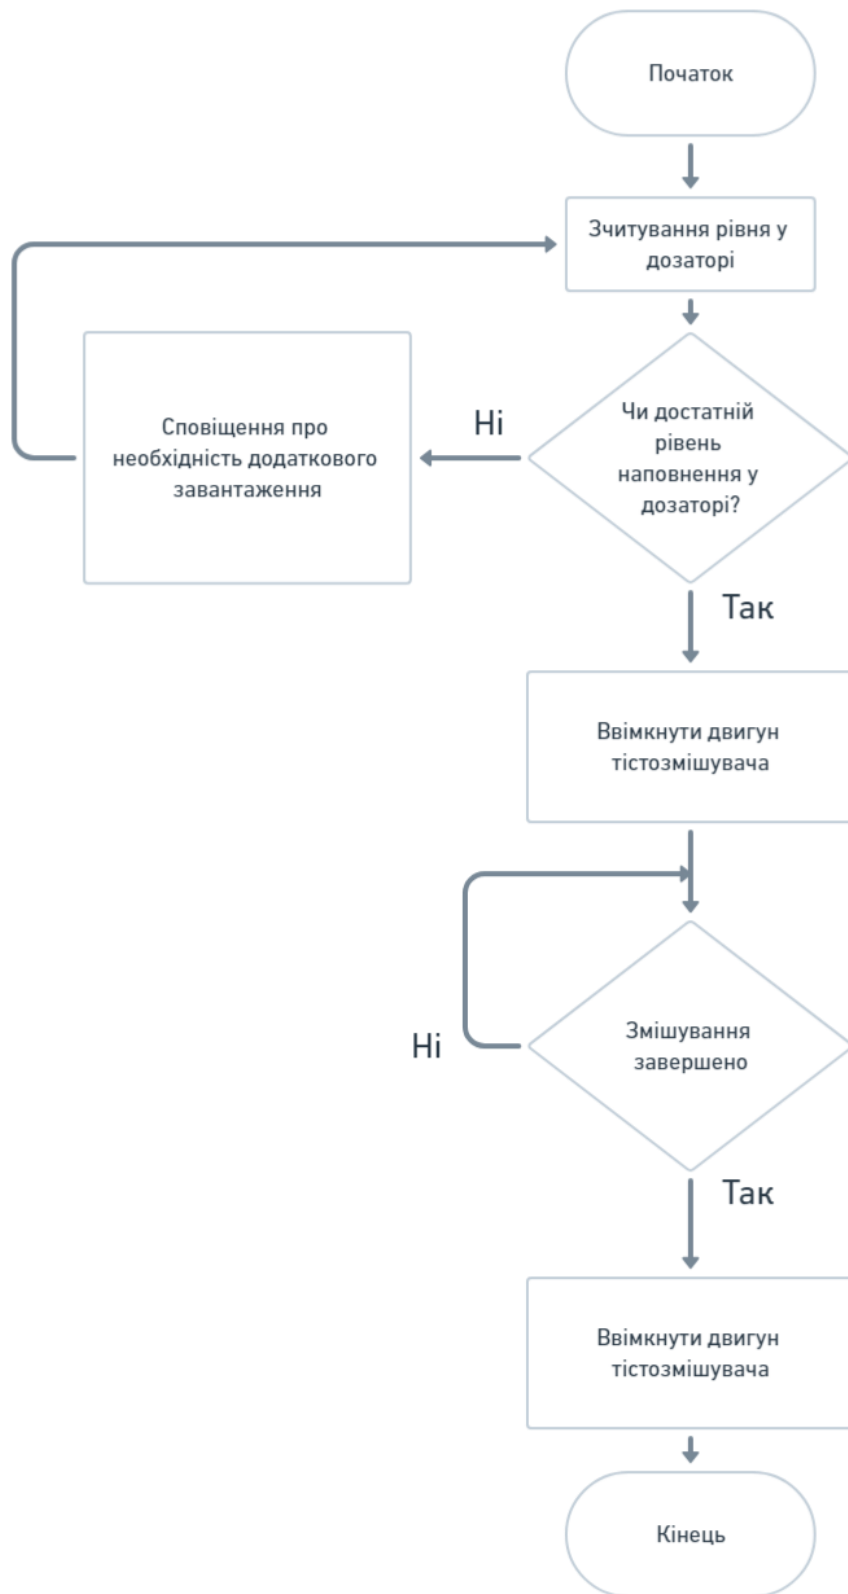 Початок
Зчитування рівня у
дозаторі
Чи достатній
рівень
наповнення у
дозаторі?
Ні
Сповіщення про
необхідність додаткового
завантаження
Так
Ввімкнути двигун
тістозмішувача
Змішування
завершено
Ні
Так
Ввімкнути двигун
тістозмішувача
Кінець